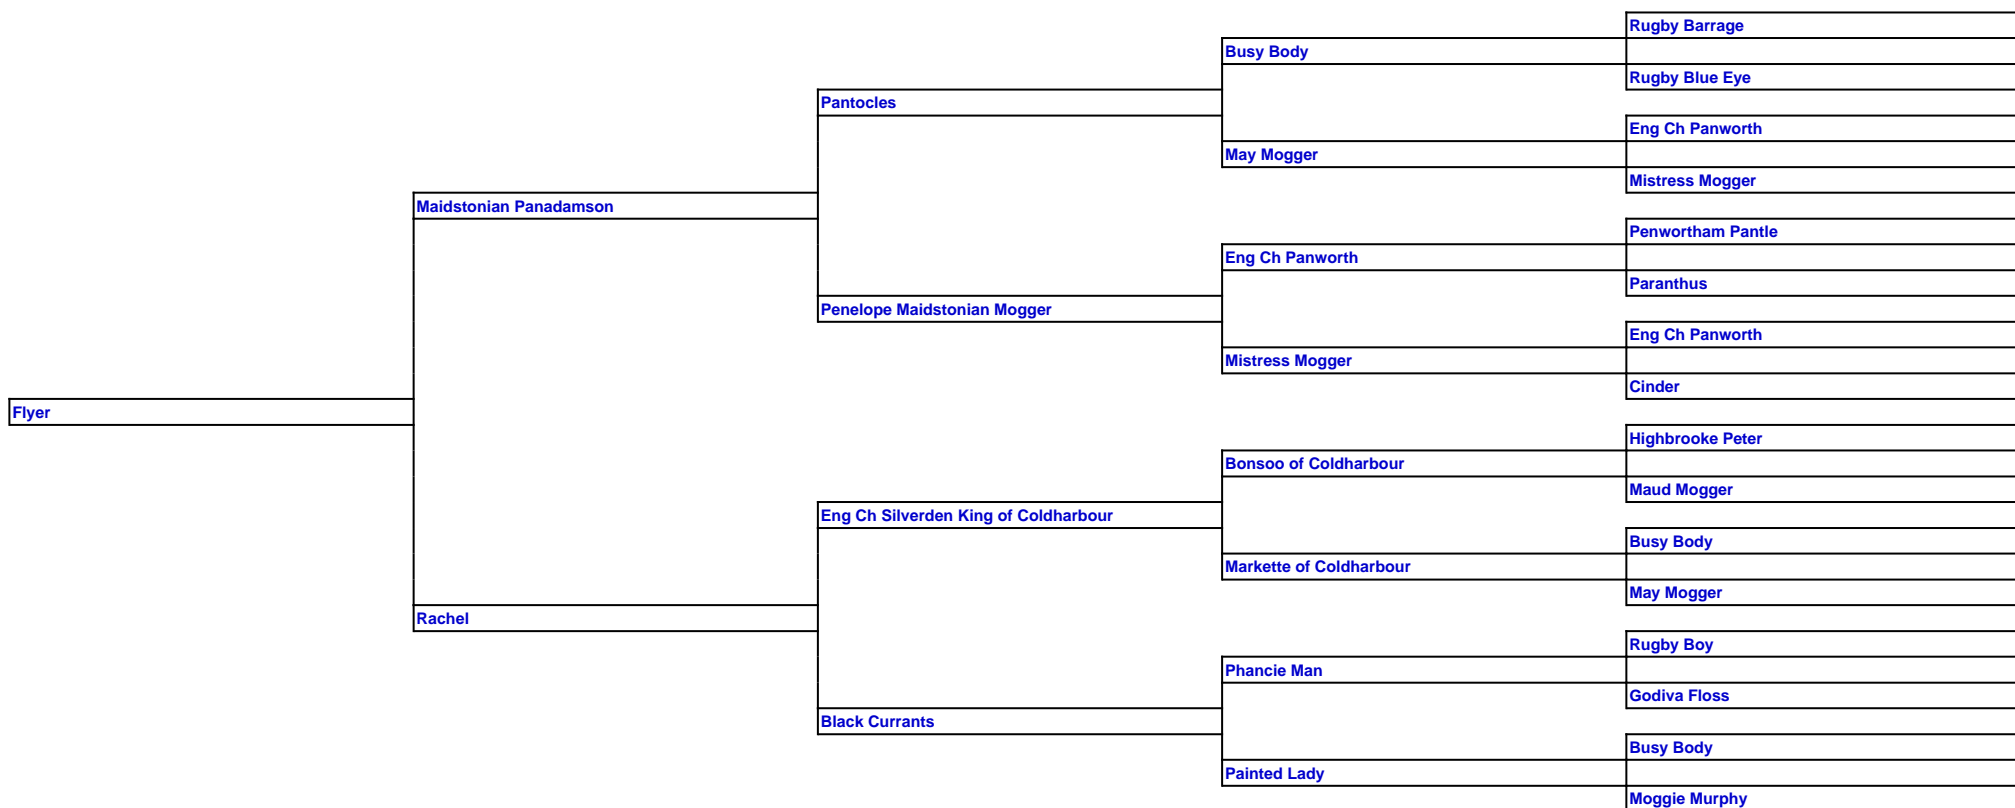 Rugby Barrage
Busy Body
Rugby Blue Eye
Pantocles
Eng Ch Panworth
May Mogger
Mistress Mogger
Maidstonian Panadamson
Penwortham Pantle
Eng Ch Panworth
Paranthus
Penelope Maidstonian Mogger
Eng Ch Panworth
Mistress Mogger
Cinder
Flyer
Highbrooke Peter
Bonsoo of Coldharbour
Maud Mogger
Eng Ch Silverden King of Coldharbour
Busy Body
Markette of Coldharbour
May Mogger
Rachel
Rugby Boy
Phancie Man
Godiva Floss
Black Currants
Busy Body
Painted Lady
Moggie Murphy